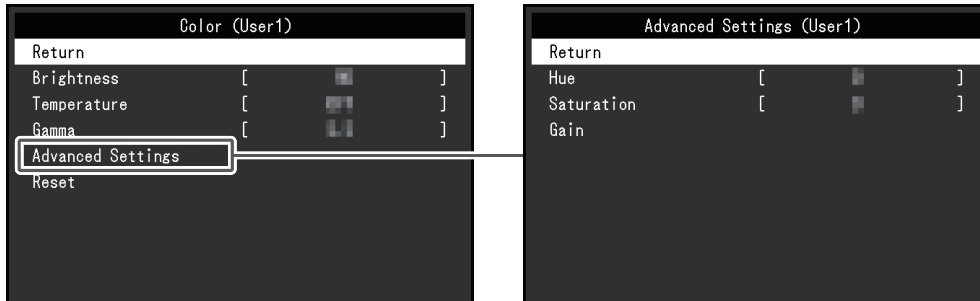 Color (User1)
Return
Brightness [ ]
Temperature [ ]
Gamma [ ]
Advanced Settings
Reset
Advanced Settings (User1)
Return
Hue [ ]
Saturation [ ]
Gain